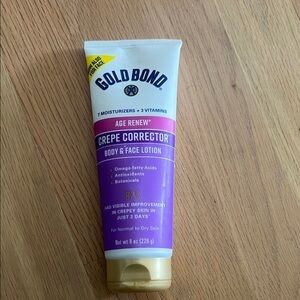 GOLD BOND®
7 MOISTURIZERS + 3 VITAMINS
AGE RENEW®
CREPE CORRECTOR
BODY & FACE LOTION
Omega-fatty Acids
Antioxidants
Botanicals
VISIBLE IMPROVEMENT
IN CREPEY SKIN IN
JUST 2 DAYS
For Normal to Dry Skin
Net wt 8 oz (226 g)